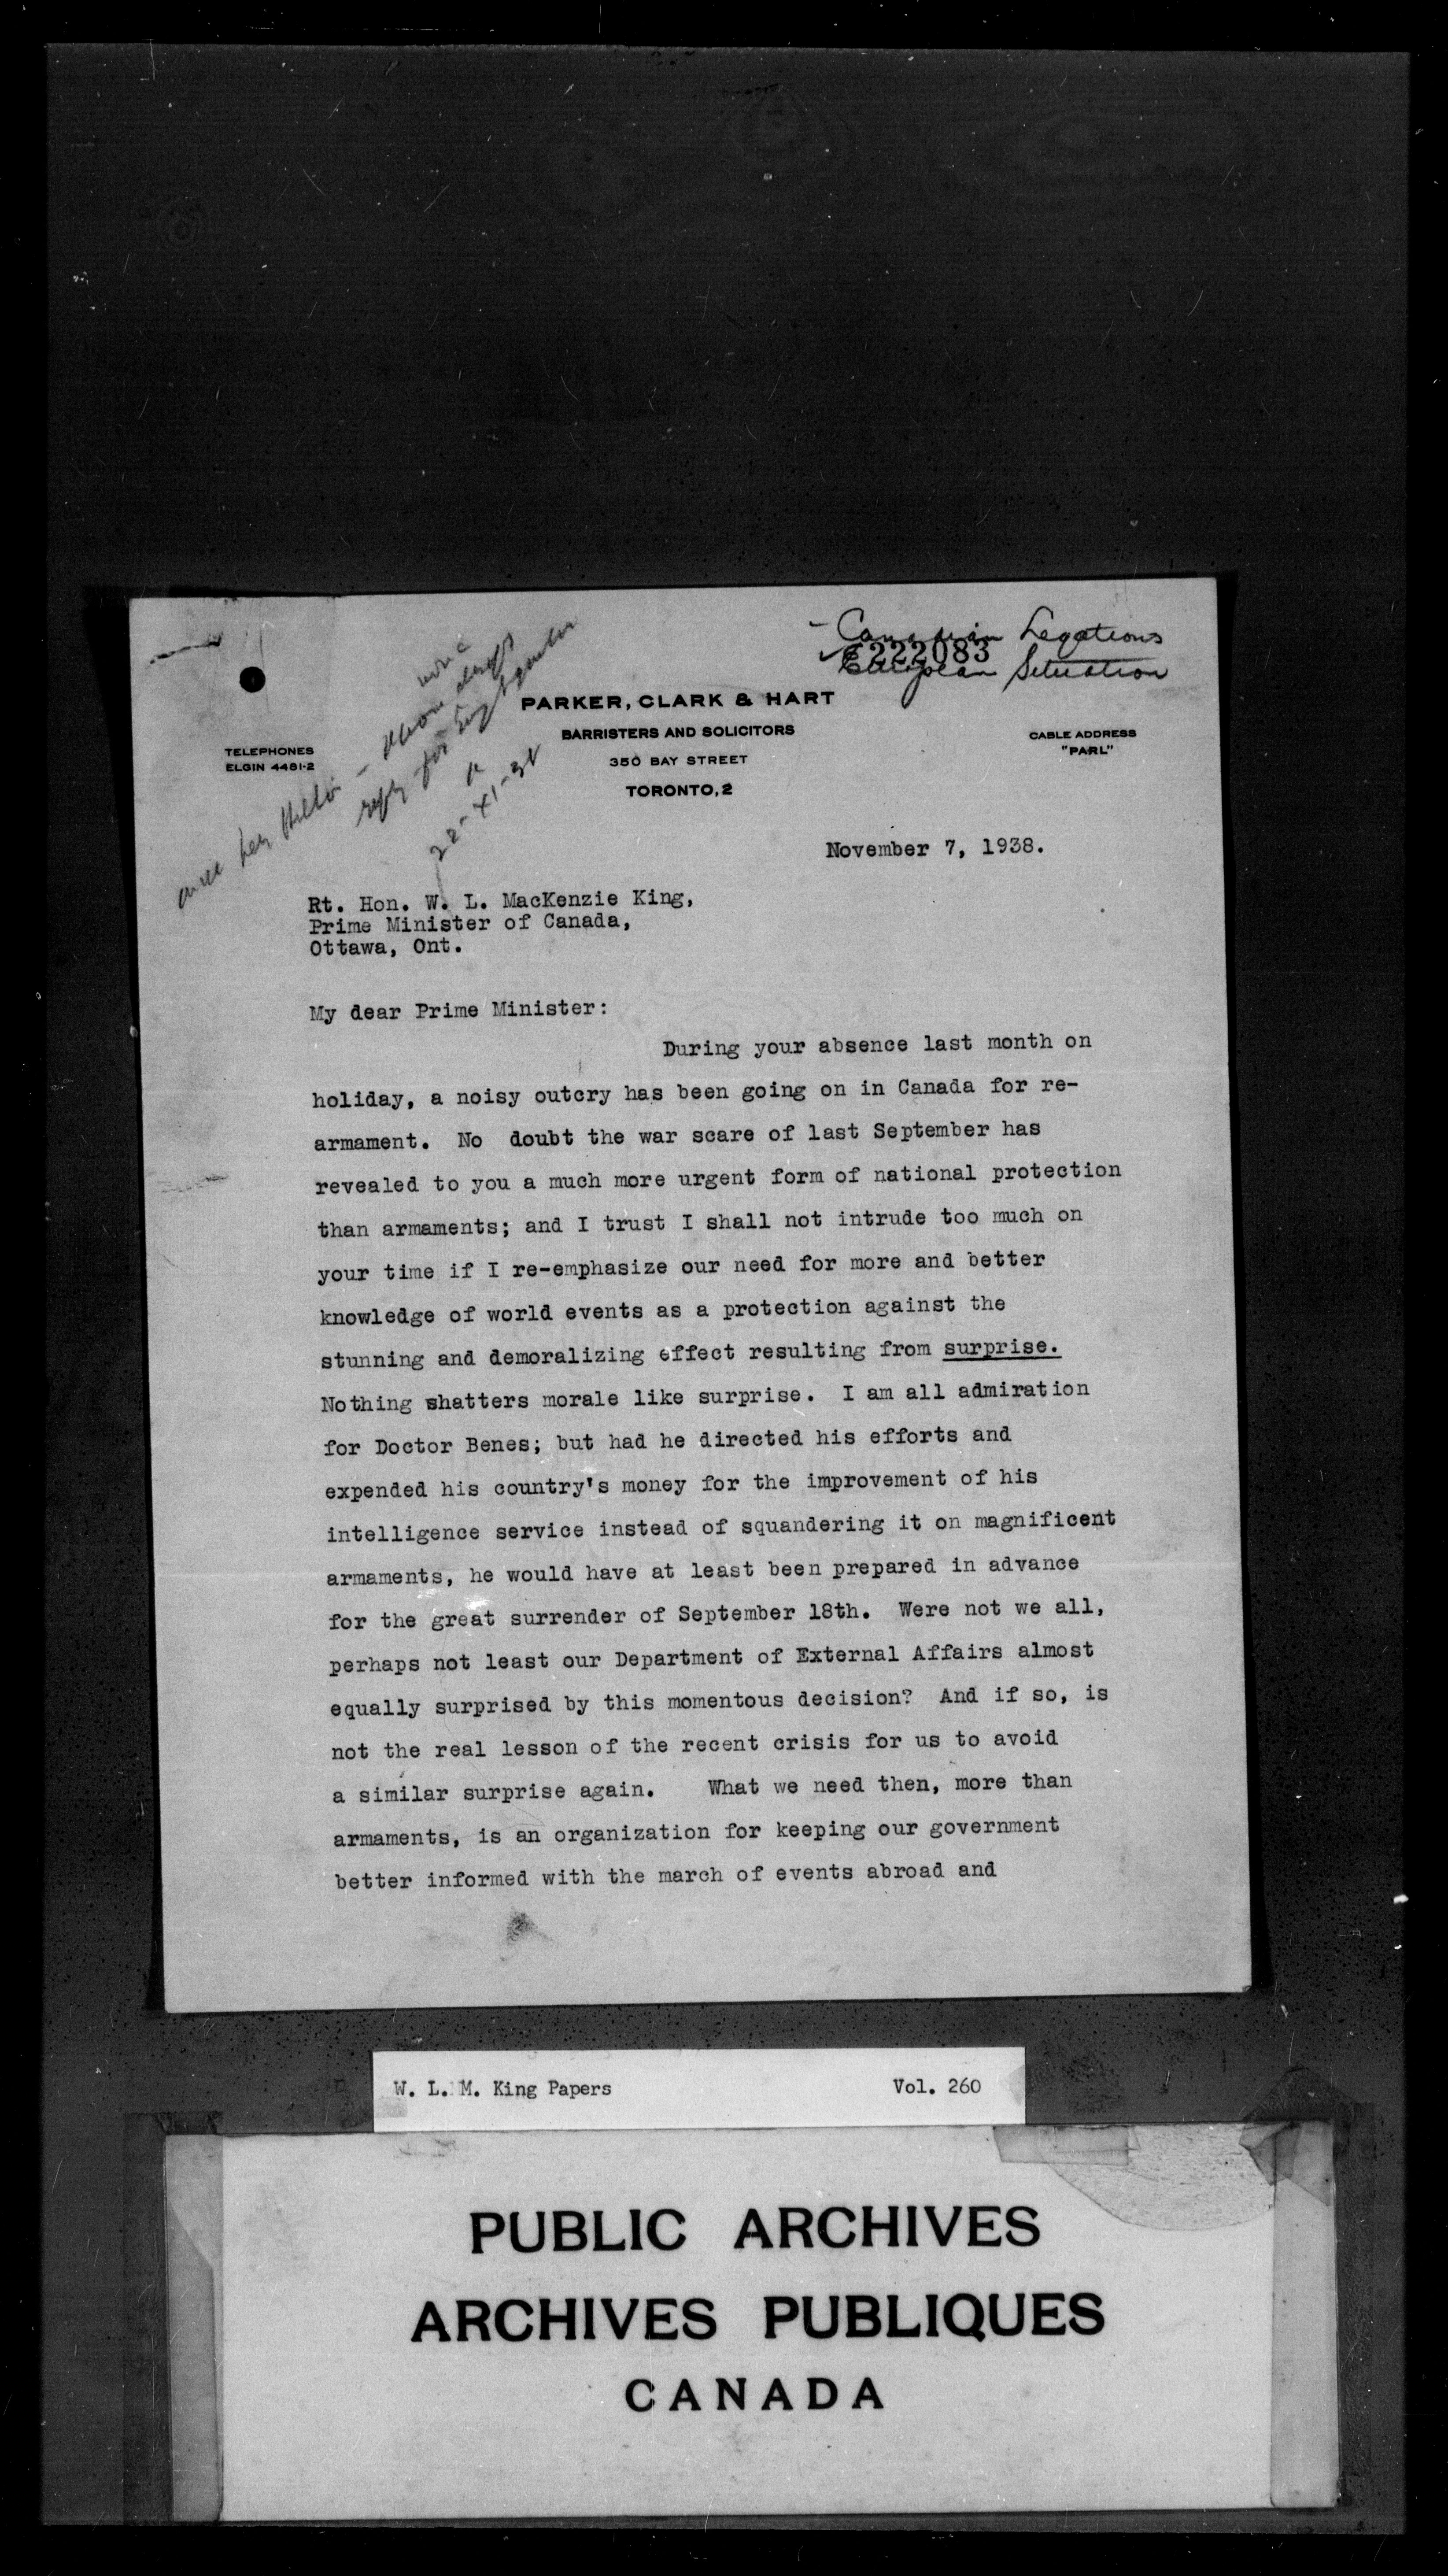 - Canadian Legations
222083
European Situation
PARKER, CLARK & HART
BARRISTERS AND SOLICITORS
350 BAY STREET
TORONTO, 2
TELEPHONES
ELGIN 4481-2
CABLE ADDRESS
"PARL"
reply for
22-XI-38
November 7, 1938.
Rt. Hon. W. L. MacKenzie King,
Prime Minister of Canada,
Ottawa, Ont.
My dear Prime Minister:
During your absence last month on
holiday, a noisy outcry has been going on in Canada for re-
armament. No doubt the war scare of last September has
revealed to you a much more urgent form of national protection
than armaments; and I trust I shall not intrude too much on
your time if I re-emphasize our need for more and better
knowledge of world events as a protection against the
stunning and demoralizing effect resulting from surprise.
Nothing shatters morale like surprise. I am all admiration
for Doctor Benes; but had he directed his efforts and
expended his country's money for the improvement of his
intelligence service instead of squandering it on magnificent
armaments, he would have at least been prepared in advance
for the great surrender of September 18th. Were not we all,
perhaps not least our Department of External Affairs almost
equally surprised by this momentous decision? And if so, is
not the real lesson of the recent crisis for us to avoid
a similar surprise again. What we need then, more than
armaments, is an organization for keeping our government
better informed with the march of events abroad and
W. L. M. King Papers Vol. 260
PUBLIC ARCHIVES
ARCHIVES PUBLIQUES
CANADA